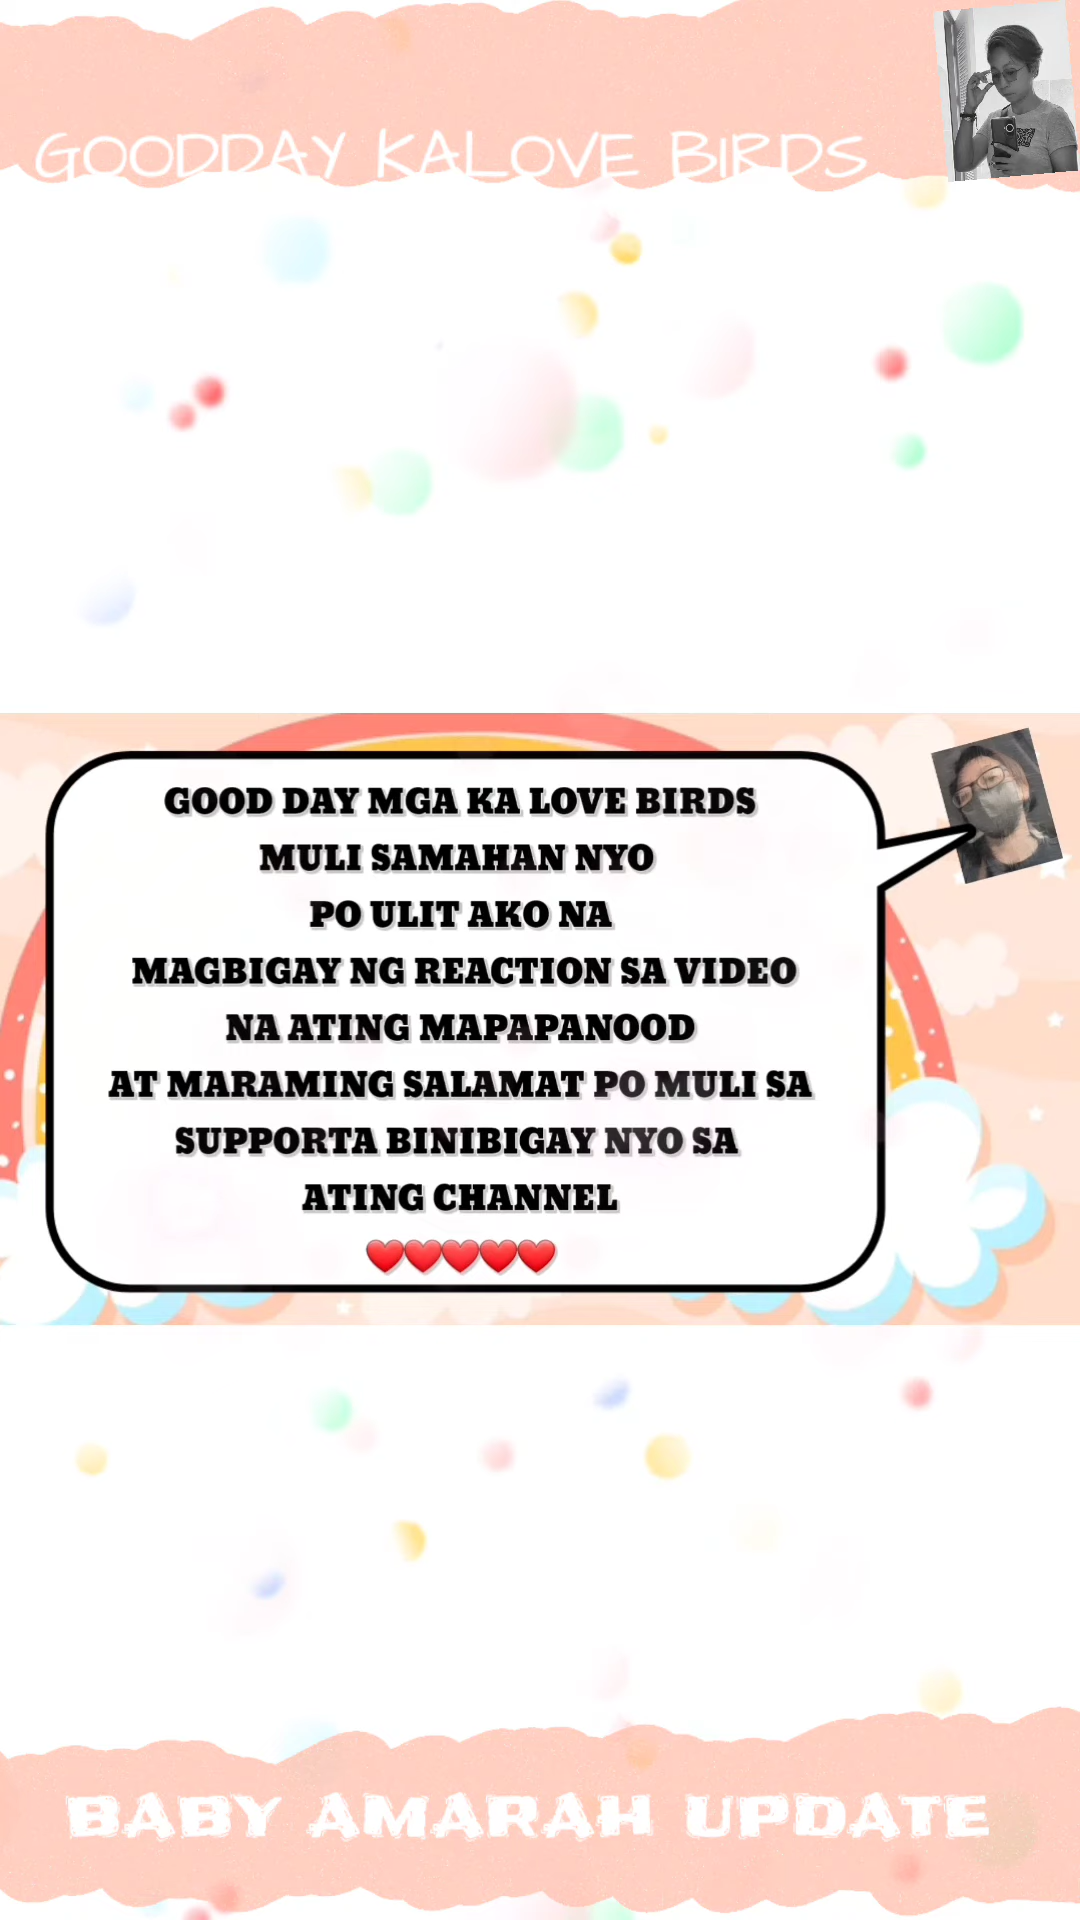 GOODDAY KALOVE BIRDS
GOOD DAY MGA KA LOVE BIRDS
MULI SAMAHAN NYO
PO ULIT AKO NA
MAGBIGAY NG REACTION SA VIDEO
NA ATING MAPAPANOOD
AT MARAMING SALAMAT PO MULI SA
SUPPORTA BINIBIGAY NYO SA
ATING CHANNEL
❤️❤️❤️❤️❤️
BABY AMARAH UPDATE